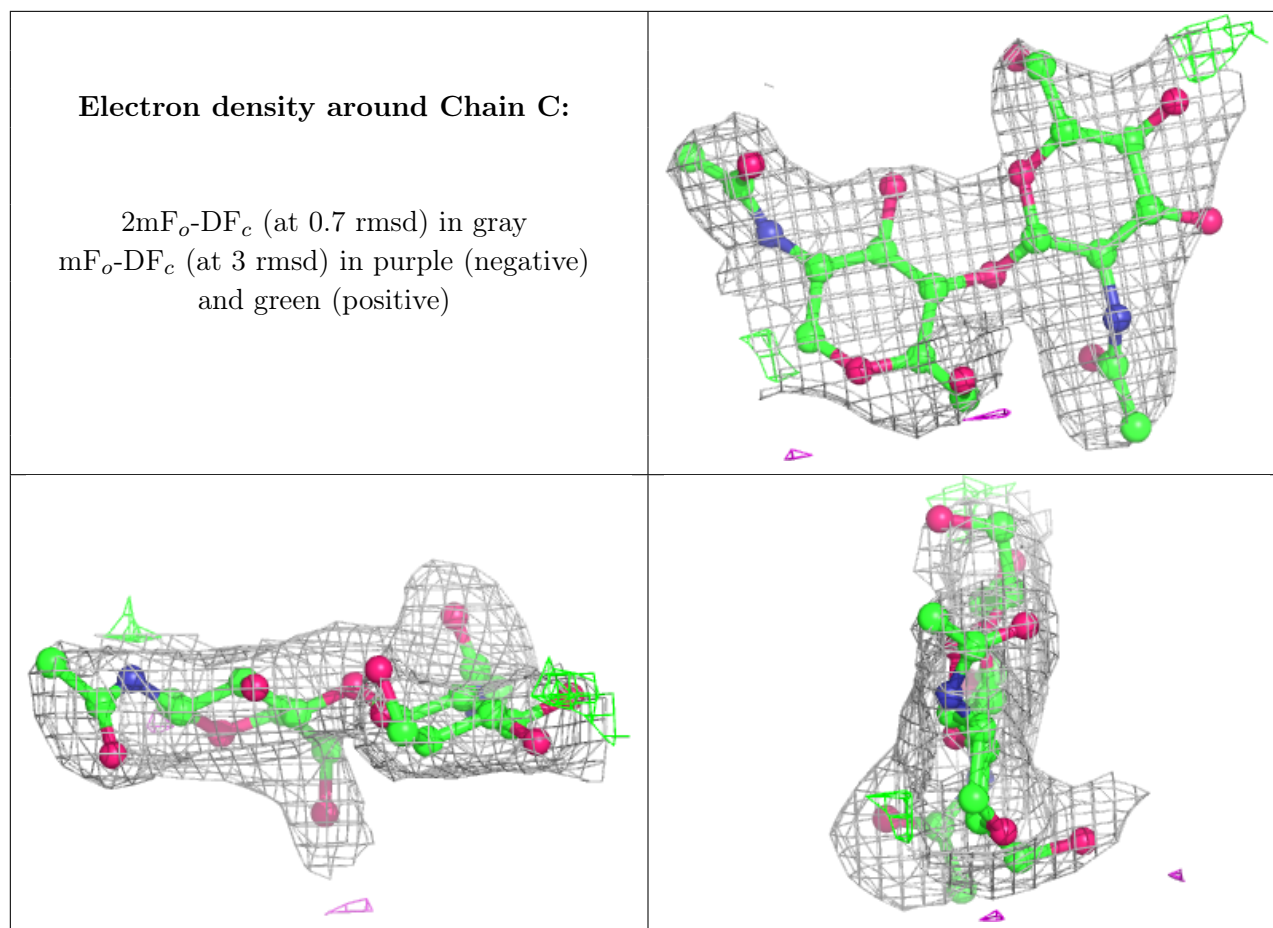 Electron density around Chain C:
2mFo-DFc (at 0.7 rmsd) in gray
mFo-DFc (at 3 rmsd) in purple (negative)
and green (positive)